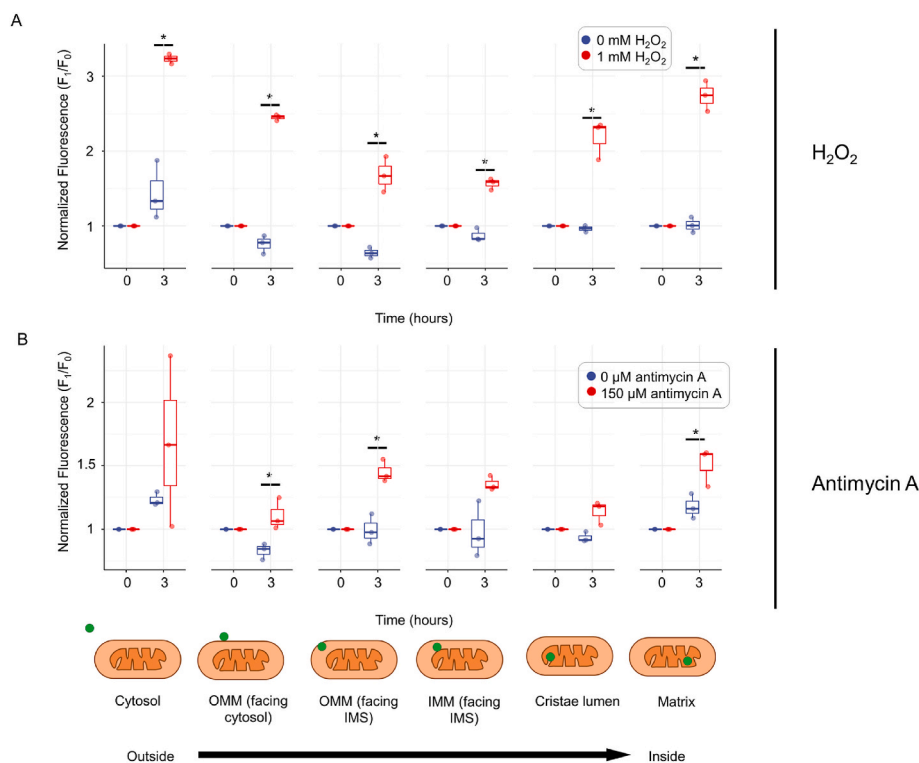 A
Normalized Fluorescence (F₁/F₀)
3
2
1
* * * * * *
0 mM H₂O₂
1 mM H₂O₂
H₂O₂
0 3 0 3 0 3 0 3 0 3 0 3
Time (hours)
B
Normalized Fluorescence (F₁/F₀)
2
1.5
1
* * *
0 μM antimycin A
150 μM antimycin A
Antimycin A
0 3 0 3 0 3 0 3 0 3 0 3
Time (hours)
Cytosol
OMM (facing
cytosol)
OMM (facing
IMS)
IMM (facing
IMS)
Cristae lumen
Matrix
Outside
Inside